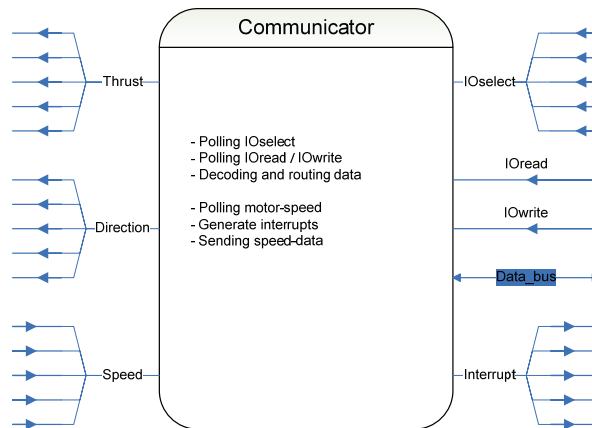 Communicator
Thrust
IOselect
- Polling IOselect
- Polling IOread / IOwrite
- Decoding and routing data
IOread
IOwrite
- Polling motor-speed
- Generate interrupts
- Sending speed-data
Direction
Data_bus
Speed
Interrupt